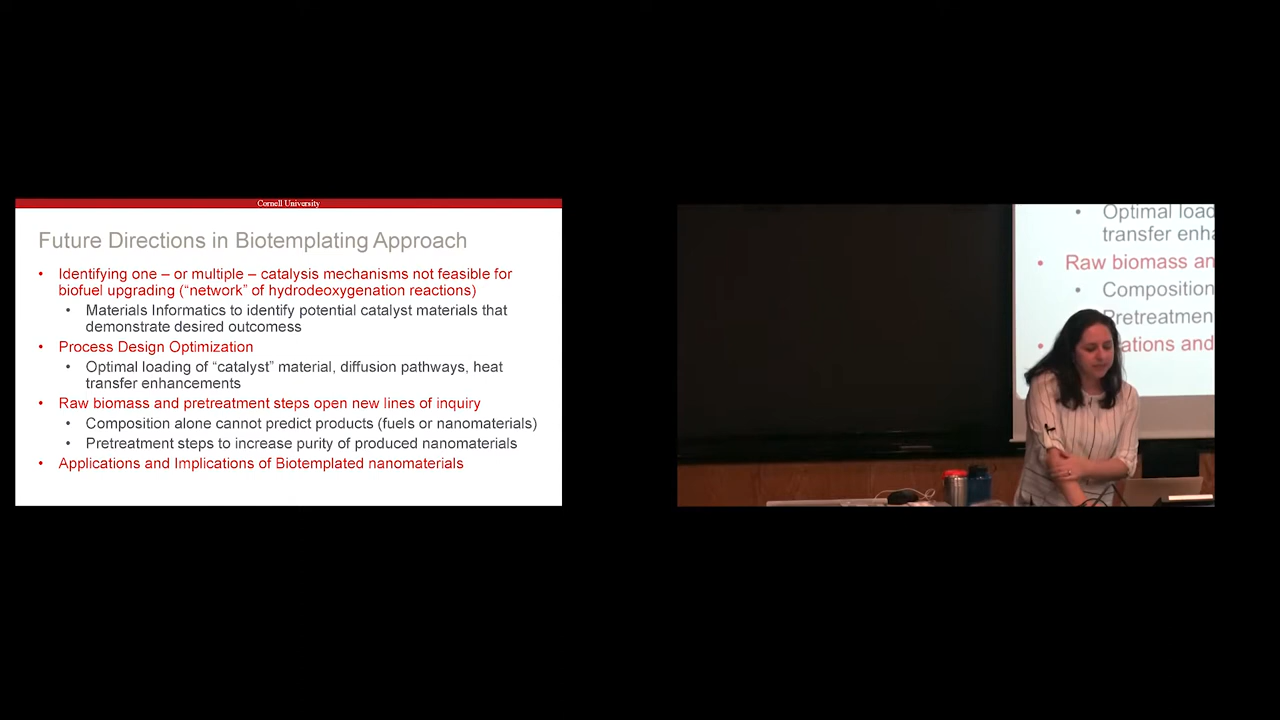 Cornell University
Future Directions in Biotemplating Approach
• Identifying one – or multiple – catalysis mechanisms not feasible for
biofuel upgrading (“network” of hydrodeoxygenation reactions)
• Materials Informatics to identify potential catalyst materials that
demonstrate desired outcomess
• Process Design Optimization
• Optimal loading of “catalyst” material, diffusion pathways, heat
transfer enhancements
• Raw biomass and pretreatment steps open new lines of inquiry
• Composition alone cannot predict products (fuels or nanomaterials)
• Pretreatment steps to increase purity of produced nanomaterials
• Applications and Implications of Biotemplated nanomaterials
• Optimal load
transfer enha
• Raw biomass an
• Composition
Pretreatment
• ations and